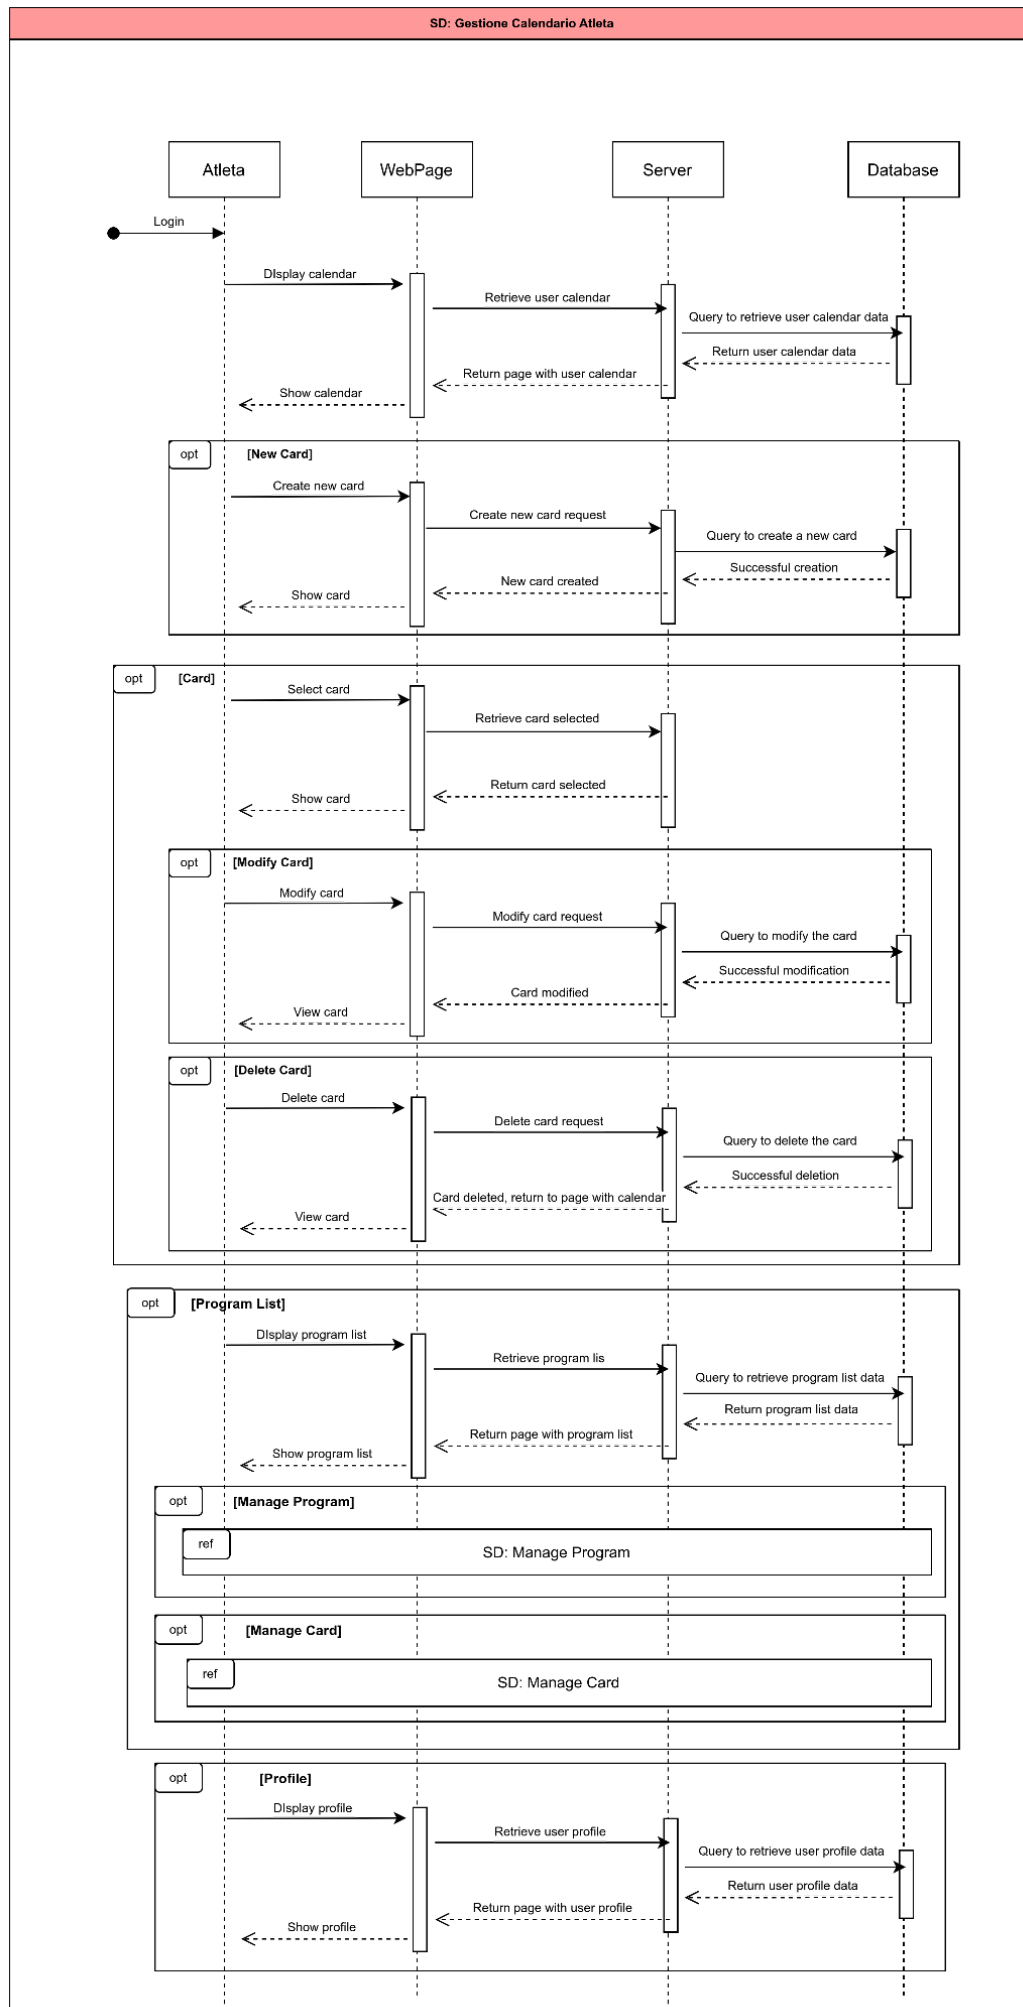 SD: Gestione Calendario Atleta
Atleta
WebPage
Server
Database
Login
DIsplay calendar
Retrieve user calendar
Query to retrieve user calendar data
Return user calendar data
Return page with user calendar
Show calendar
opt
[New Card]
Create new card
Create new card request
Query to create a new card
Successful creation
New card created
Show card
opt
[Card]
Select card
Retrieve card selected
Return card selected
Show card
opt
[Modify Card]
Modify card
Modify card request
Query to modify the card
Successful modification
Card modified
View card
opt
[Delete Card]
Delete card
Delete card request
Query to delete the card
Successful deletion
Card deleted, return to page with calendar
View card
opt
[Program List]
DIsplay program list
Retrieve program lis
Query to retrieve program list data
Return program list data
Return page with program list
Show program list
opt
[Manage Program]
ref
SD: Manage Program
opt
[Manage Card]
ref
SD: Manage Card
opt
[Profile]
DIsplay profile
Retrieve user profile
Query to retrieve user profile data
Return user profile data
Return page with user profile
Show profile